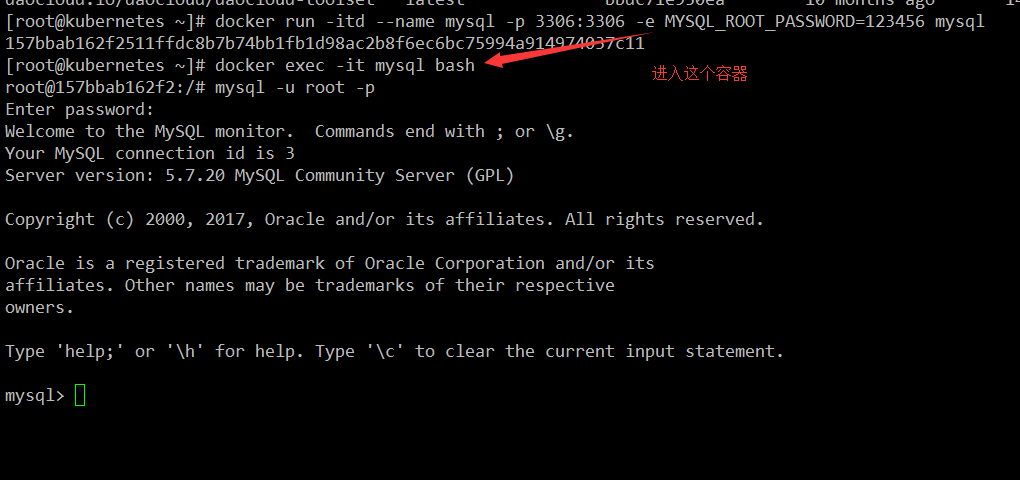 [root@kubernetes ~]# docker run -itd --name mysql -p 3306:3306 -e MYSQL_ROOT_PASSWORD=123456 mysql
157bbab162f2511ffdc8b7b74bb1fb1d98ac2b8f6ec6bc75994a914974037c11
[root@kubernetes ~]# docker exec -it mysql bash
进入这个容器
root@157bbab162f2:/# mysql -u root -p
Enter password:
Welcome to the MySQL monitor.  Commands end with ; or \g.
Your MySQL connection id is 3
Server version: 5.7.20 MySQL Community Server (GPL)
Copyright (c) 2000, 2017, Oracle and/or its affiliates. All rights reserved.
Oracle is a registered trademark of Oracle Corporation and/or its
affiliates. Other names may be trademarks of their respective
owners.
Type 'help;' or '\h' for help. Type '\c' to clear the current input statement.
mysql>